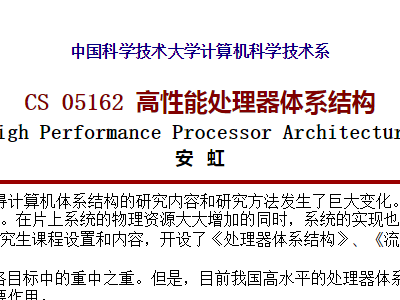 中国科学技术大学计算机科学技术系
CS 05162 高性能处理器体系结构
igh Performance Processor Architectur
安 虹
计算机体系结构的研究内容和研究方法发生了巨大变化。
。在片上系统的物理资源大大增加的同时，系统的实现也
究生课程设置和内容，开设了《处理器体系结构》、《流
目标中的重中之重。但是，目前我国高水平的处理器体系
作用。